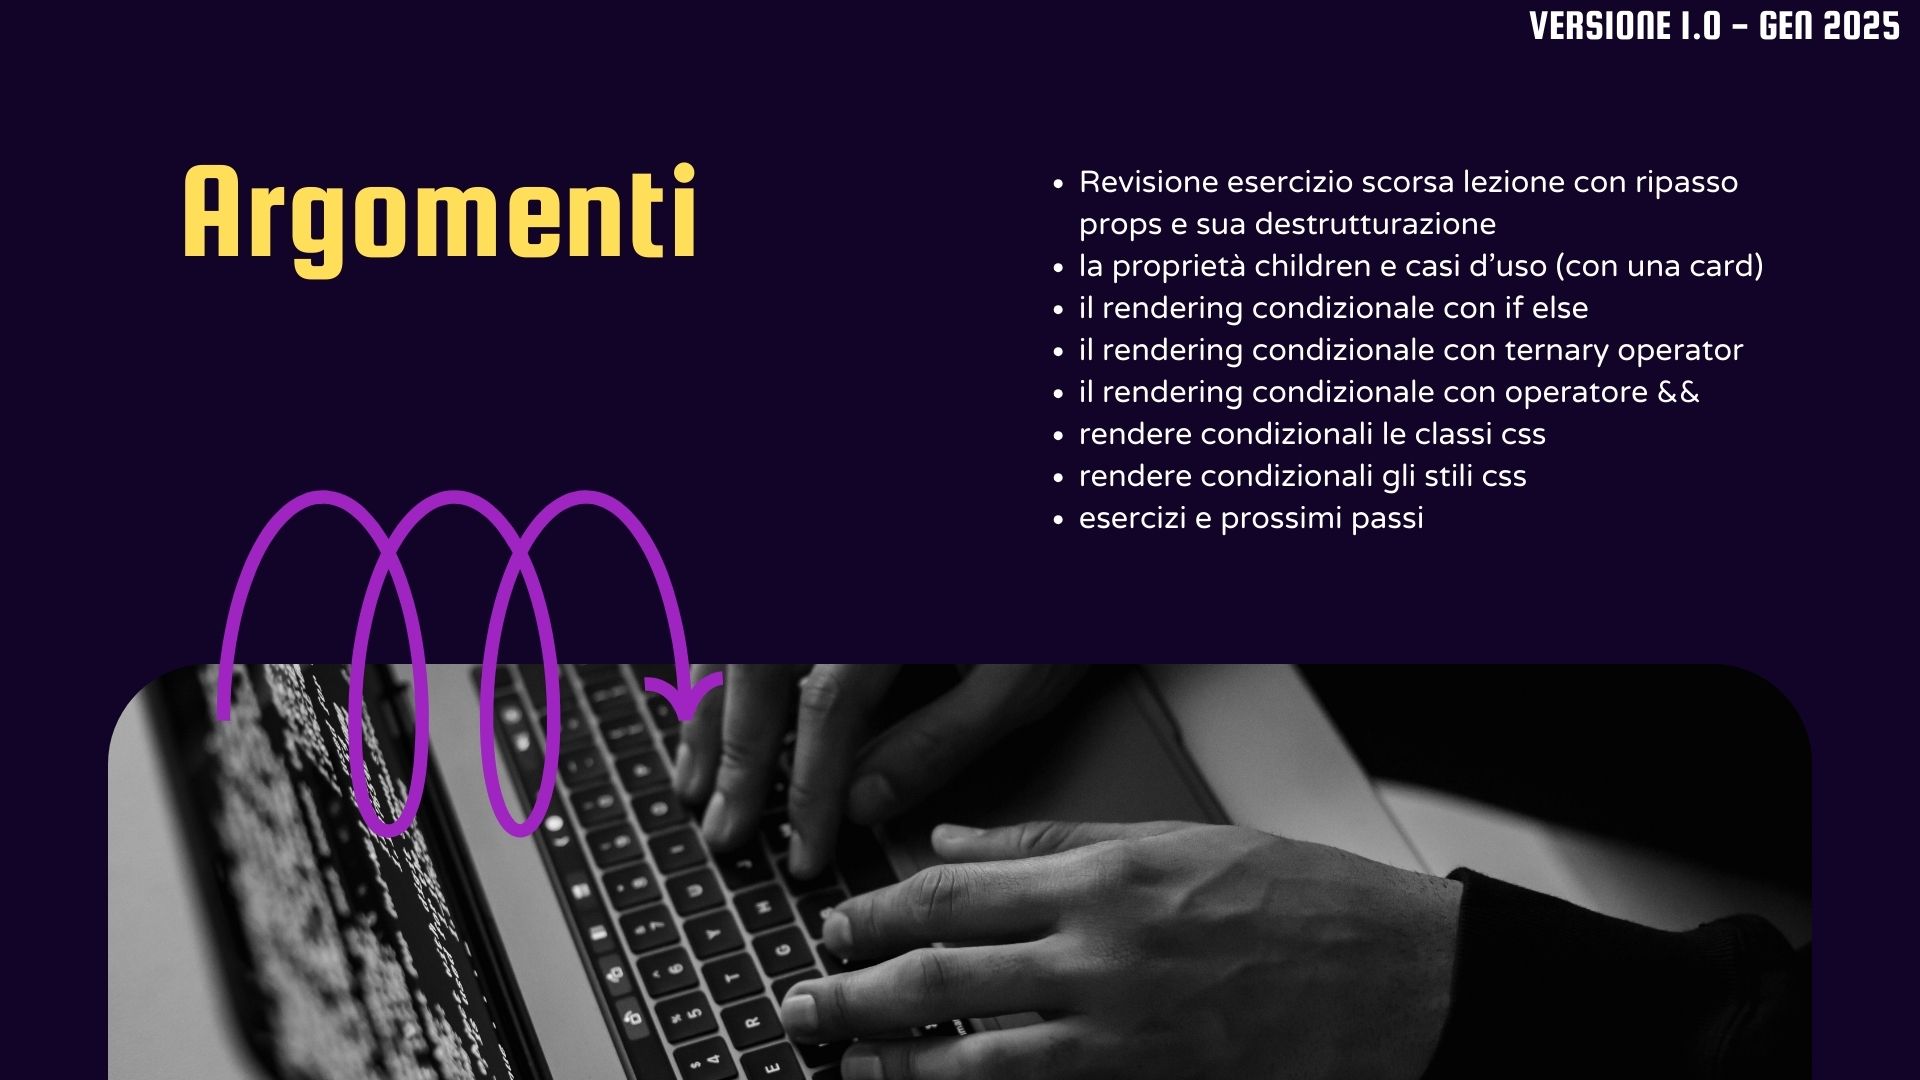 VERSIONE 1.0 - GEN 2025
Argomenti
• Revisione esercizio scorsa lezione con ripasso
props e sua destrutturazione
• la proprietà children e casi d’uso (con una card)
• il rendering condizionale con if else
• il rendering condizionale con ternary operator
• il rendering condizionale con operatore &&
• rendere condizionali le classi css
• rendere condizionali gli stili css
• esercizi e prossimi passi